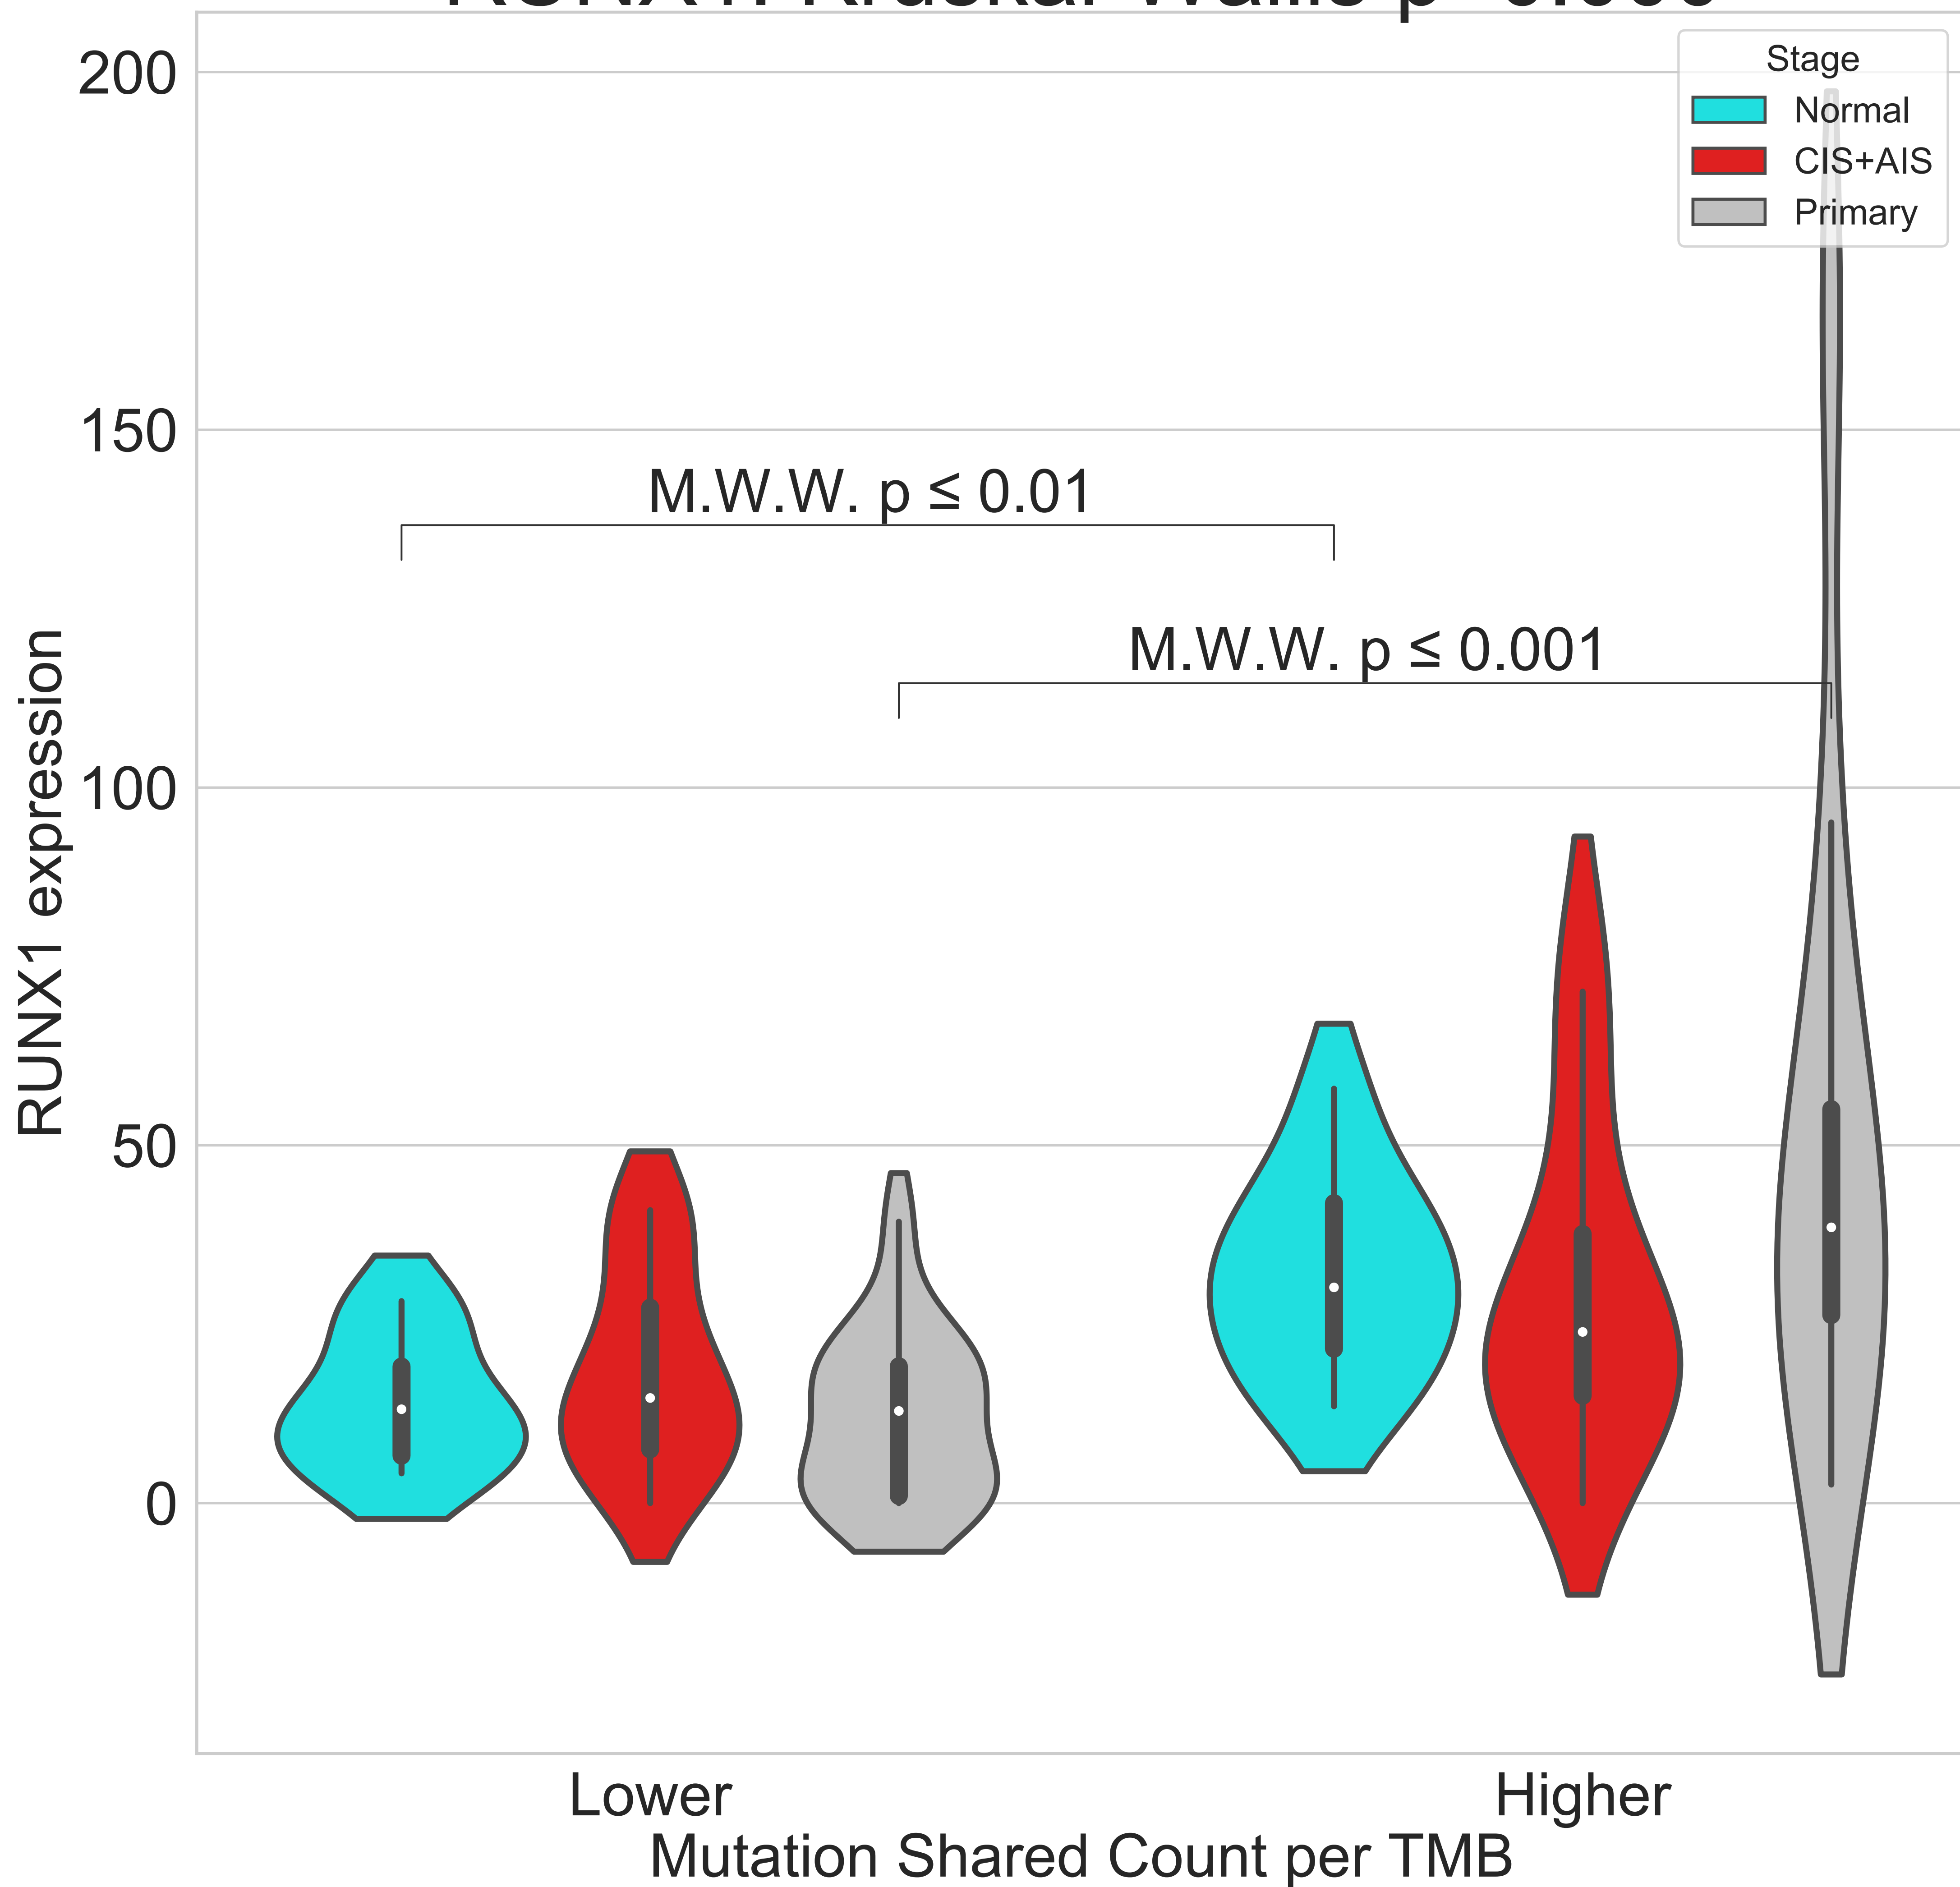 200
150
100
50
0
RUNX1 expression
Stage
Normal
CIS+AIS
Primary
M.W.W. p ≤ 0.01
M.W.W. p ≤ 0.001
Lower
Higher
Mutation Shared Count per TMB